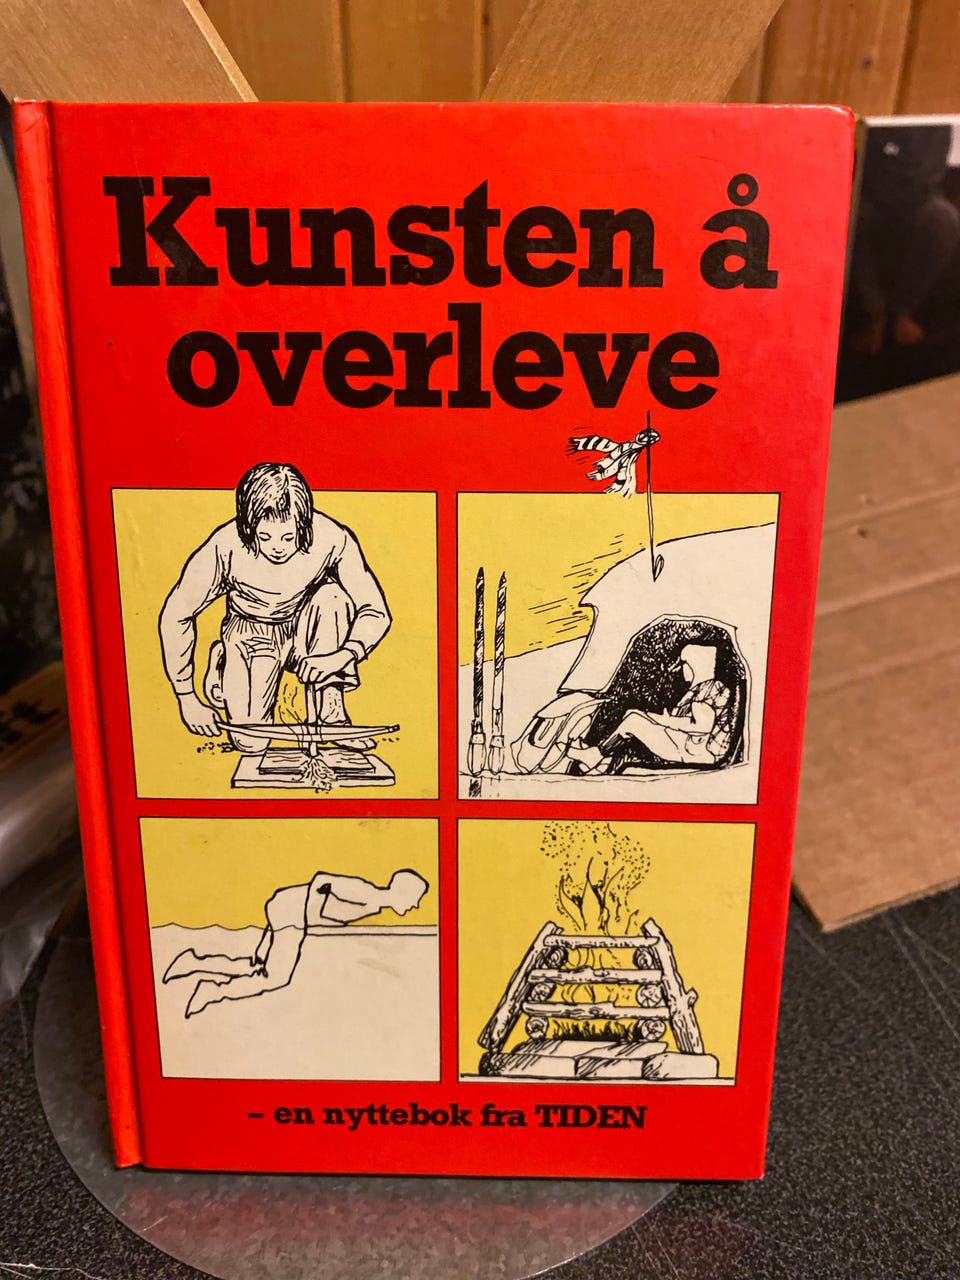 Kunsten å
overleve
– en nyttebok fra TIDEN